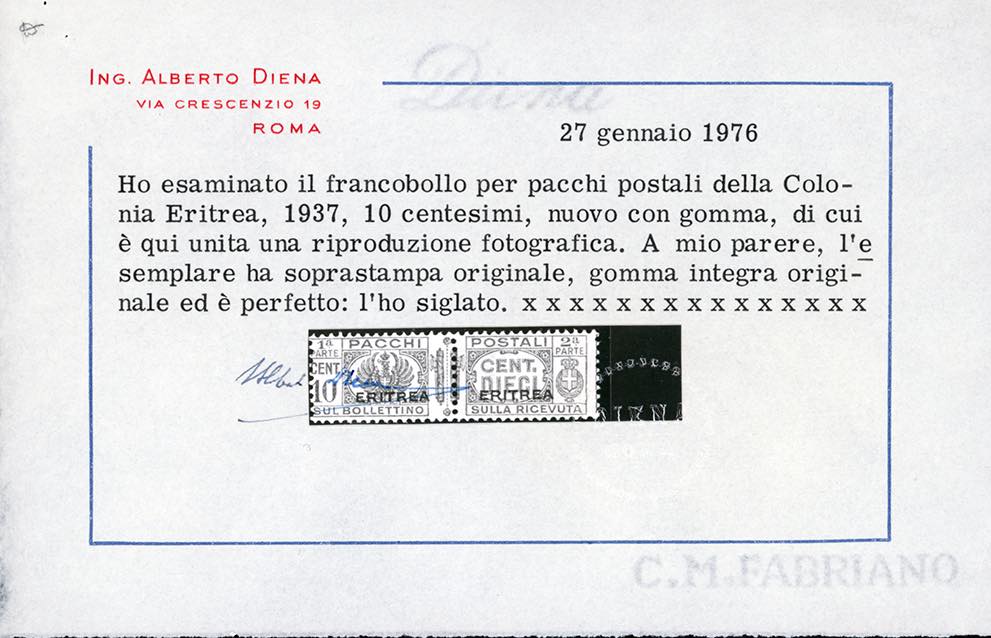 Diena
ING. ALBERTO DIENA
VIA CRESCENZIO 19
ROMA
27 gennaio 1976
Ho esaminato il francobollo per pacchi postali della Colo-
nia Eritrea, 1937, 10 centesimi, nuovo con gomma, di cui
è qui unita una riproduzione fotografica. A mio parere, l'e
semplare ha soprastampa originale, gomma integra origi-
nale ed è perfetto: l'ho siglato. x x x x x x x x x x x x x x x
1ª PARTE PACCHI POSTALI 2ª PARTE
CENT. 10 CENT. DIECI
ERITREA ERITREA
SUL BOLLETTINO SULLA RICEVUTA
Alberto Diena
C.M.FABRIANO